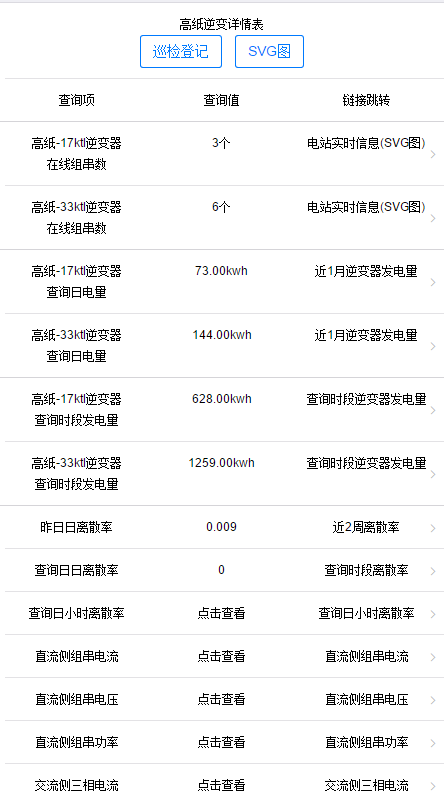 高纸逆变详情表
巡检登记 SVG图
查询项 查询值 链接跳转
高纸-17ktl逆变器 3个 电站实时信息(SVG图)
在线组串数
高纸-33ktl逆变器 6个 电站实时信息(SVG图)
在线组串数
高纸-17ktl逆变器 73.00kwh 近1月逆变器发电量
查询日电量
高纸-33ktl逆变器 144.00kwh 近1月逆变器发电量
查询日电量
高纸-17ktl逆变器 628.00kwh 查询时段逆变器发电量
查询时段发电量
高纸-33ktl逆变器 1259.00kwh 查询时段逆变器发电量
查询时段发电量
昨日日离散率 0.009 近2周离散率
查询日日离散率 0 查询时段离散率
查询日小时离散率 点击查看 查询日小时离散率
直流侧组串电流 点击查看 直流侧组串电流
直流侧组串电压 点击查看 直流侧组串电压
直流侧组串功率 点击查看 直流侧组串功率
交流侧三相电流 点击查看 交流侧三相电流